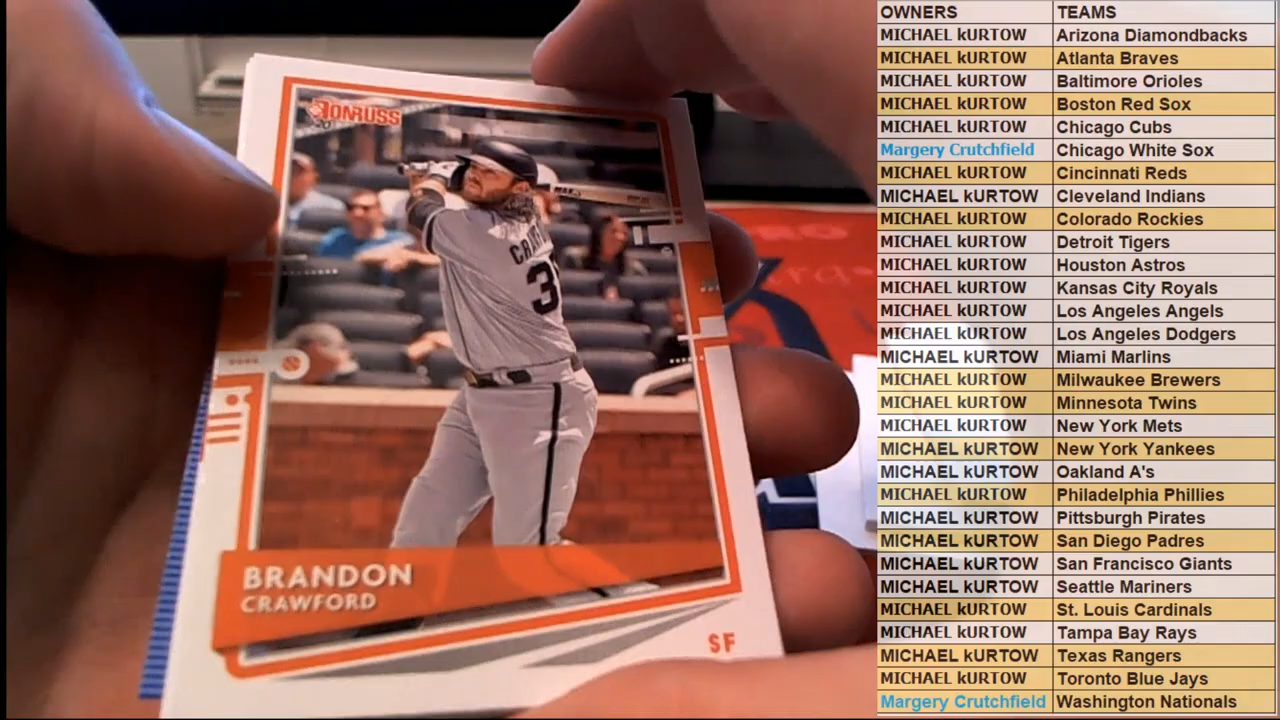 DONRUSS
20
CRAWF
3
BRANDON
CRAWFORD
SF
OWNERS TEAMS
MICHAEL kURTOW Arizona Diamondbacks
MICHAEL kURTOW Atlanta Braves
MICHAEL kURTOW Baltimore Orioles
MICHAEL kURTOW Boston Red Sox
MICHAEL kURTOW Chicago Cubs
Margery Crutchfield Chicago White Sox
MICHAEL kURTOW Cincinnati Reds
MICHAEL kURTOW Cleveland Indians
MICHAEL kURTOW Colorado Rockies
MICHAEL kURTOW Detroit Tigers
MICHAEL kURTOW Houston Astros
MICHAEL kURTOW Kansas City Royals
MICHAEL kURTOW Los Angeles Angels
MICHAEL kURTOW Los Angeles Dodgers
MICHAEL kURTOW Miami Marlins
MICHAEL kURTOW Milwaukee Brewers
MICHAEL kURTOW Minnesota Twins
MICHAEL kURTOW New York Mets
MICHAEL kURTOW New York Yankees
MICHAEL kURTOW Oakland A's
MICHAEL kURTOW Philadelphia Phillies
MICHAEL kURTOW Pittsburgh Pirates
MICHAEL kURTOW San Diego Padres
MICHAEL kURTOW San Francisco Giants
MICHAEL kURTOW Seattle Mariners
MICHAEL kURTOW St. Louis Cardinals
MICHAEL kURTOW Tampa Bay Rays
MICHAEL kURTOW Texas Rangers
MICHAEL kURTOW Toronto Blue Jays
Margery Crutchfield Washington Nationals